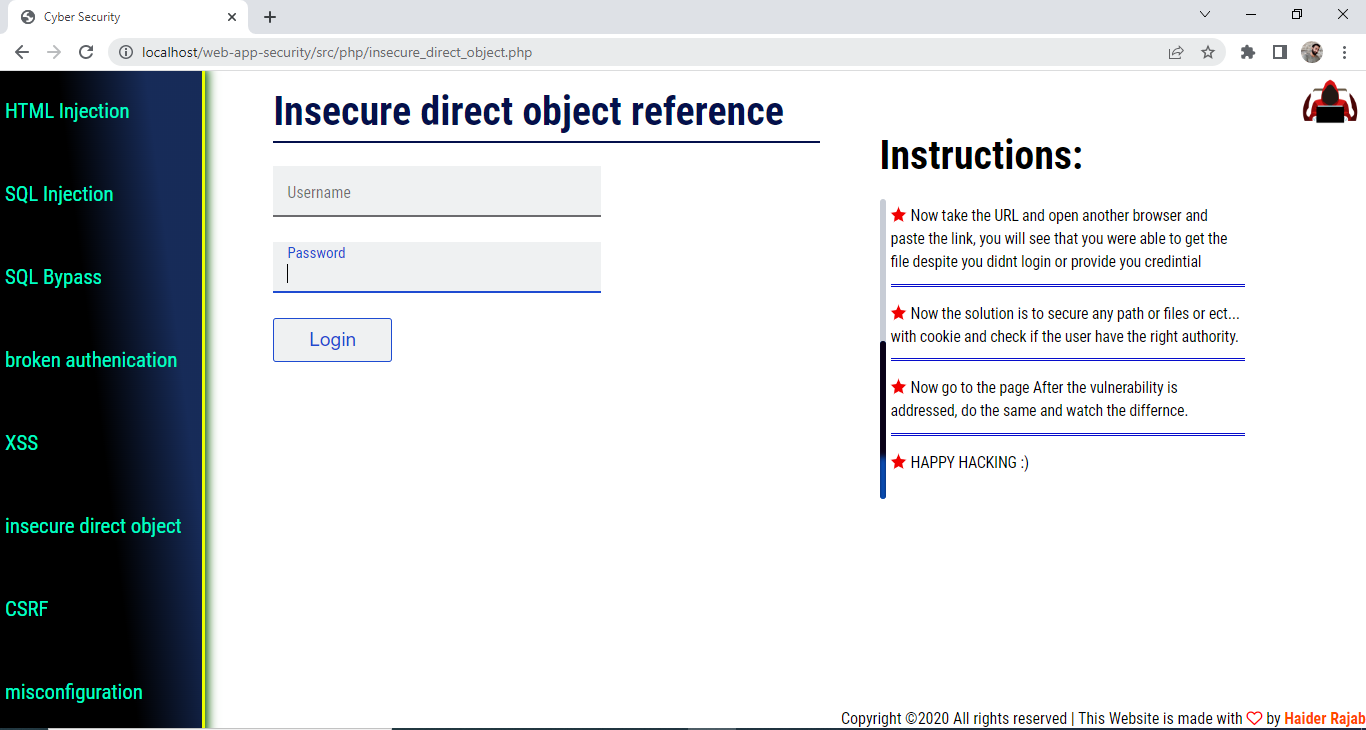 Cyber Security
localhost/web-app-security/src/php/insecure_direct_object.php
HTML Injection
SQL Injection
SQL Bypass
broken authenication
XSS
insecure direct object
CSRF
misconfiguration
Insecure direct object reference
Username
Password
Login
Instructions:
★ Now take the URL and open another browser and
paste the link, you will see that you were able to get the
file despite you didnt login or provide you credintial
★ Now the solution is to secure any path or files or ect...
with cookie and check if the user have the right authority.
★ Now go to the page After the vulnerability is
addressed, do the same and watch the differnce.
★ HAPPY HACKING :)
Copyright ©2020 All rights reserved | This Website is made with ♡ by Haider Rajab